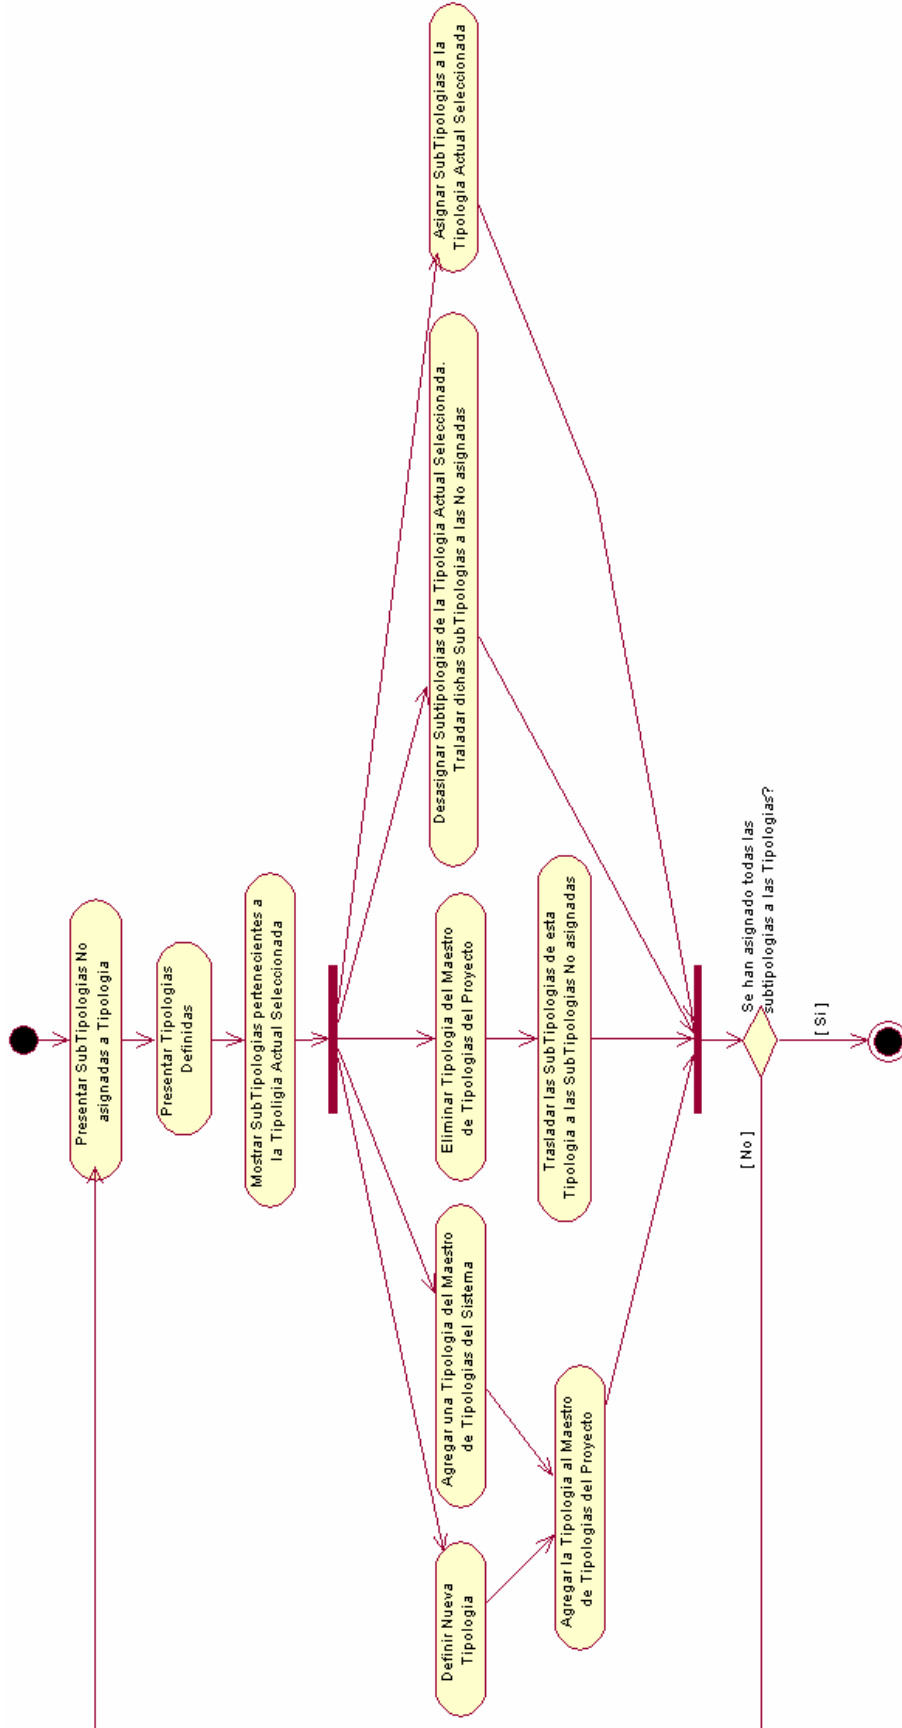 Presentar SubTipologias No
asignadas a Tipologia
Presentar Tipologias
Definidas
Mostrar SubTipologias pertenecientes a
la Tipoligia Actual Seleccionada
Definir Nueva
Tipologia
Agregar una Tipologia del Maestro
de Tipologias del Sistema
Eliminar Tipologia del Maestro
de Tipologias del Proyecto
Desasignar Subtipologias de la Tipologia Actual Seleccionada.
Traladar dichas SubTipologias a las No asignadas
Asignar SubTipologias a la
Tipologia Actual Seleccionada
Agregar la Tipologia al Maestro
de Tipologias del Proyecto
Trasladar las SubTipologias de esta
Tipologia a las SubTipologias No asignadas
Se han asignado todas las
subtipologias a las Tipologias?
[ No ]
[ Si ]